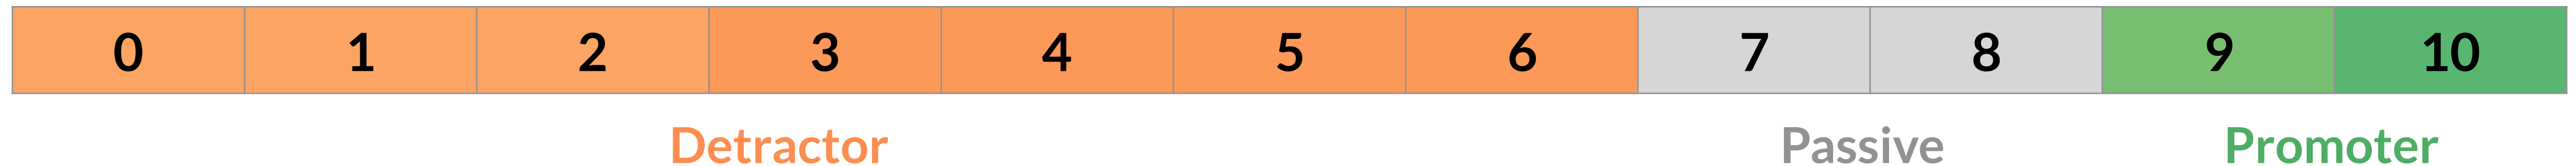 0 1 2 3 4 5 6 7 8 9 10
Detractor Passive Promoter